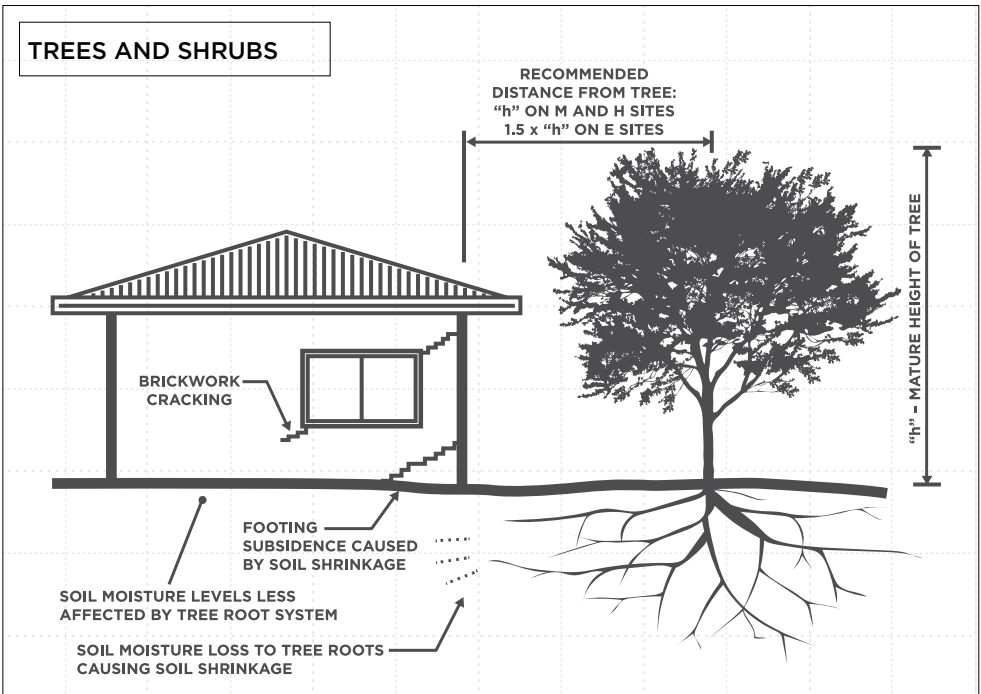 TREES AND SHRUBS
RECOMMENDED
DISTANCE FROM TREE:
“h” ON M AND H SITES
1.5 x “h” ON E SITES
“h” – MATURE HEIGHT OF TREE
BRICKWORK
CRACKING
FOOTING
SUBSIDENCE CAUSED
BY SOIL SHRINKAGE
SOIL MOISTURE LEVELS LESS
AFFECTED BY TREE ROOT SYSTEM
SOIL MOISTURE LOSS TO TREE ROOTS
CAUSING SOIL SHRINKAGE